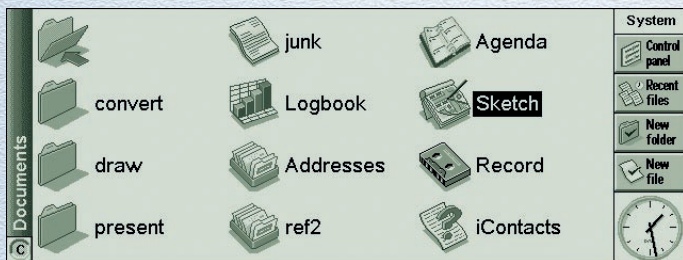 Documents
C
convert
draw
present
junk
Logbook
Addresses
ref2
Agenda
Sketch
Record
iContacts
System
Control
panel
Recent
files
New
folder
New
file